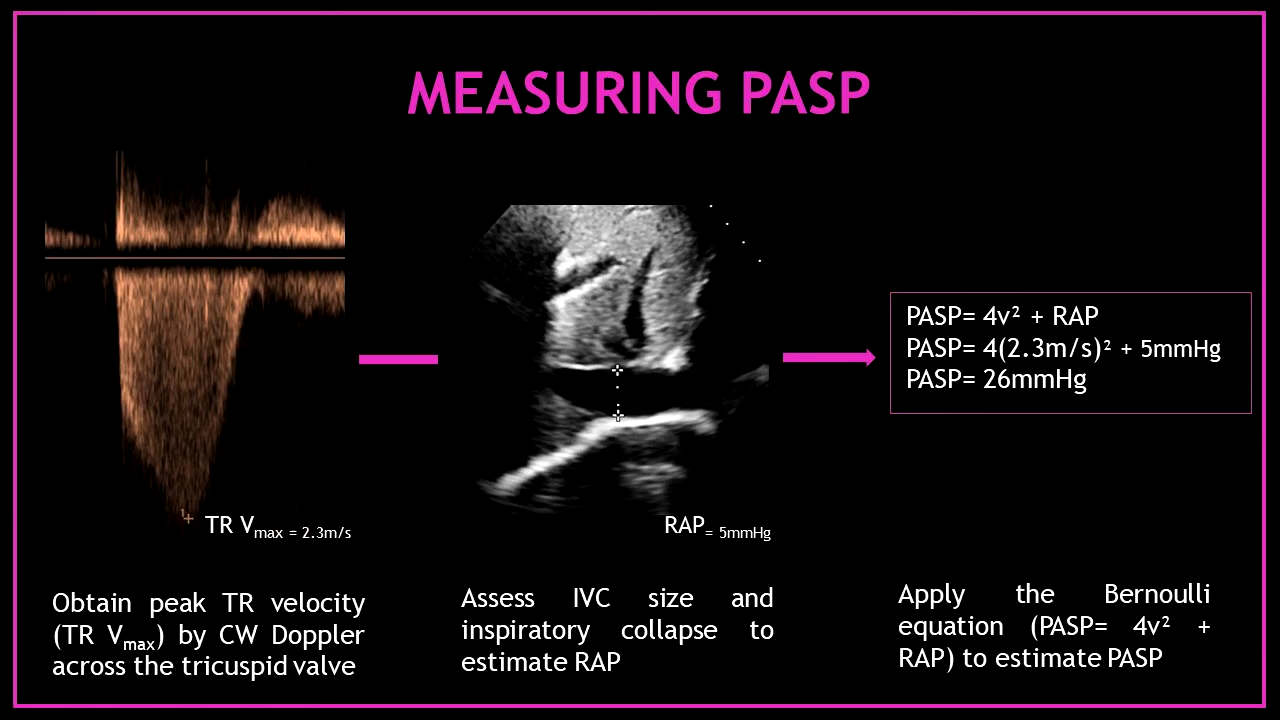 MEASURING PASP
TR Vmax = 2.3m/s
RAP= 5mmHg
PASP= 4v² + RAP
PASP= 4(2.3m/s)² + 5mmHg
PASP= 26mmHg
Obtain peak TR velocity
(TR Vmax) by CW Doppler
across the tricuspid valve
Assess IVC size and
inspiratory collapse to
estimate RAP
Apply the Bernoulli
equation (PASP= 4v² +
RAP) to estimate PASP